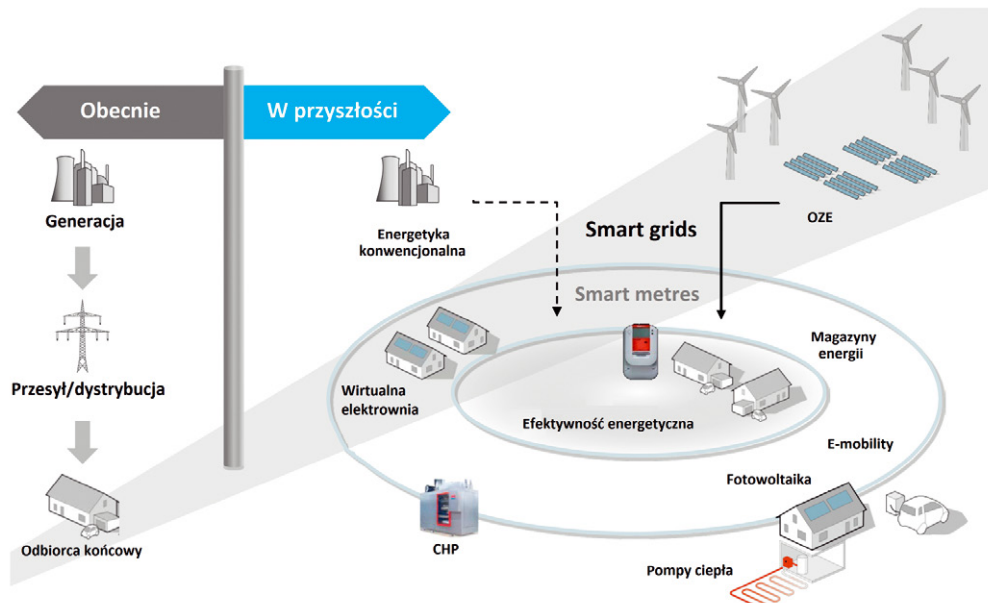 Obecnie
W przyszłości
Generacja
Przesył/dystrybucja
Odbiorca końcowy
Energetyka
konwencjonalna
Smart grids
OZE
Smart metres
Magazyny
energii
Wirtualna
elektrownia
Efektywność energetyczna
E-mobility
Fotowoltaika
CHP
Pompy ciepła